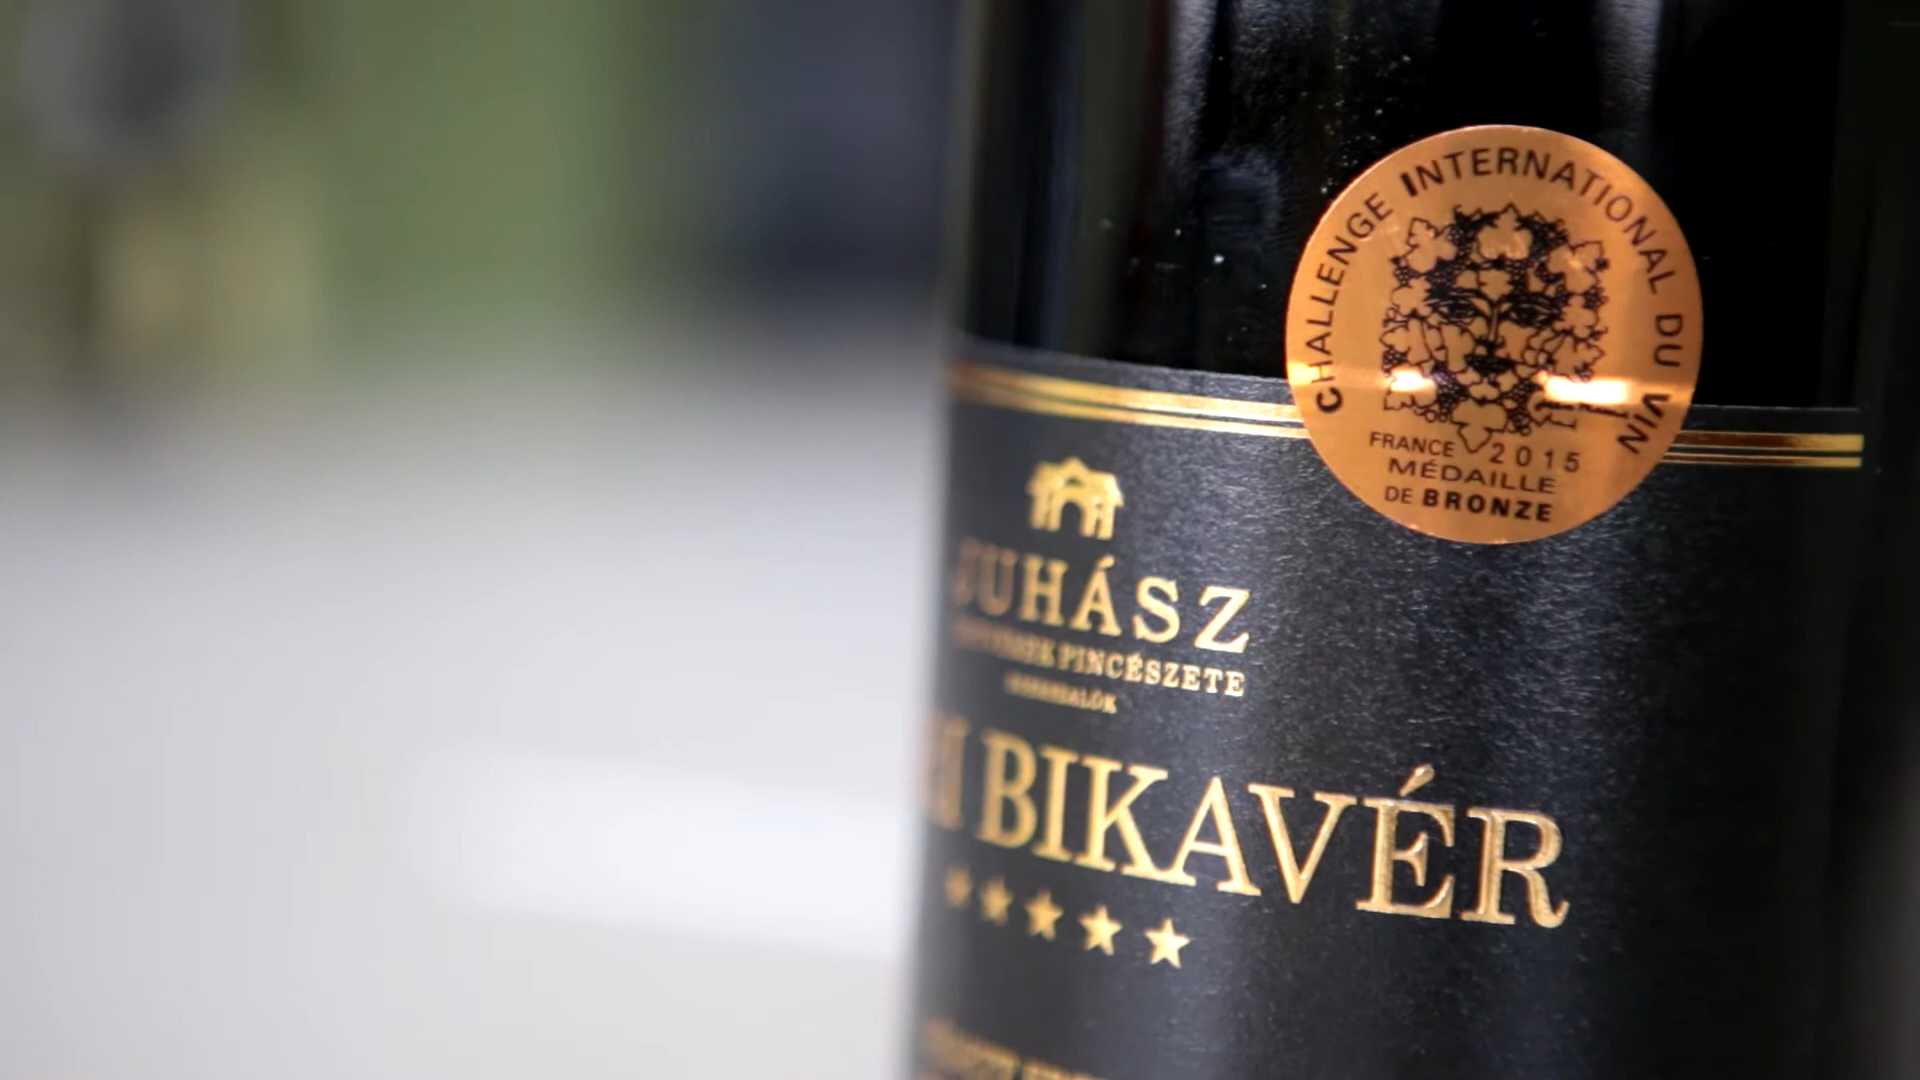 CHALLENGE INTERNATIONAL DU VIN
FRANCE 2015
MÉDAILLE
DE BRONZE
JUHÁSZ
PINCÉSZETE
BIKAVÉR